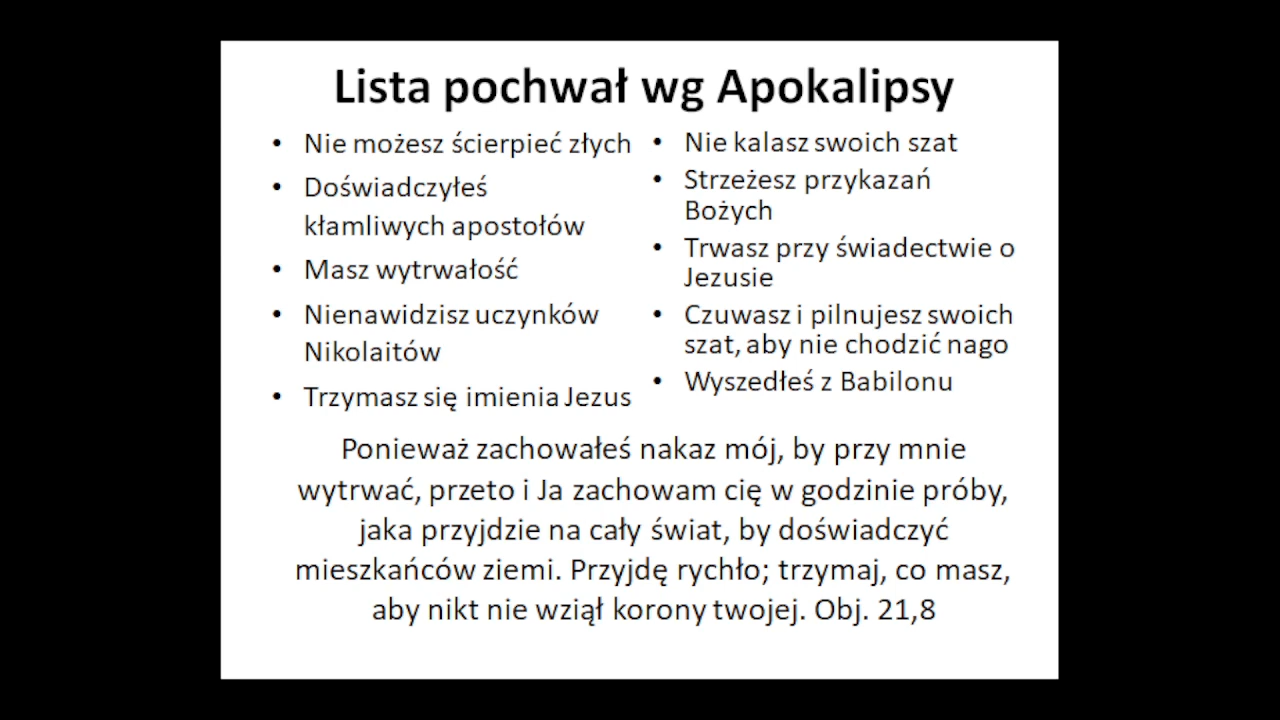 Lista pochwał wg Apokalipsy
• Nie możesz ścierpieć złych
• Doświadczyłeś
kłamliwych apostołów
• Masz wytrwałość
• Nienawidzisz uczynków
Nikolaitów
• Trzymasz się imienia Jezus
• Nie kalasz swoich szat
• Strzeżesz przykazań
Bożych
• Trwasz przy świadectwie o
Jezusie
• Czuwasz i pilnujesz swoich
szat, aby nie chodzić nago
• Wyszedłeś z Babilonu
Ponieważ zachowałeś nakaz mój, by przy mnie
wytrwać, przeto i Ja zachowam cię w godzinie próby,
jaka przyjdzie na cały świat, by doświadczyć
mieszkańców ziemi. Przyjdę rychło; trzymaj, co masz,
aby nikt nie wziął korony twojej. Obj. 21,8